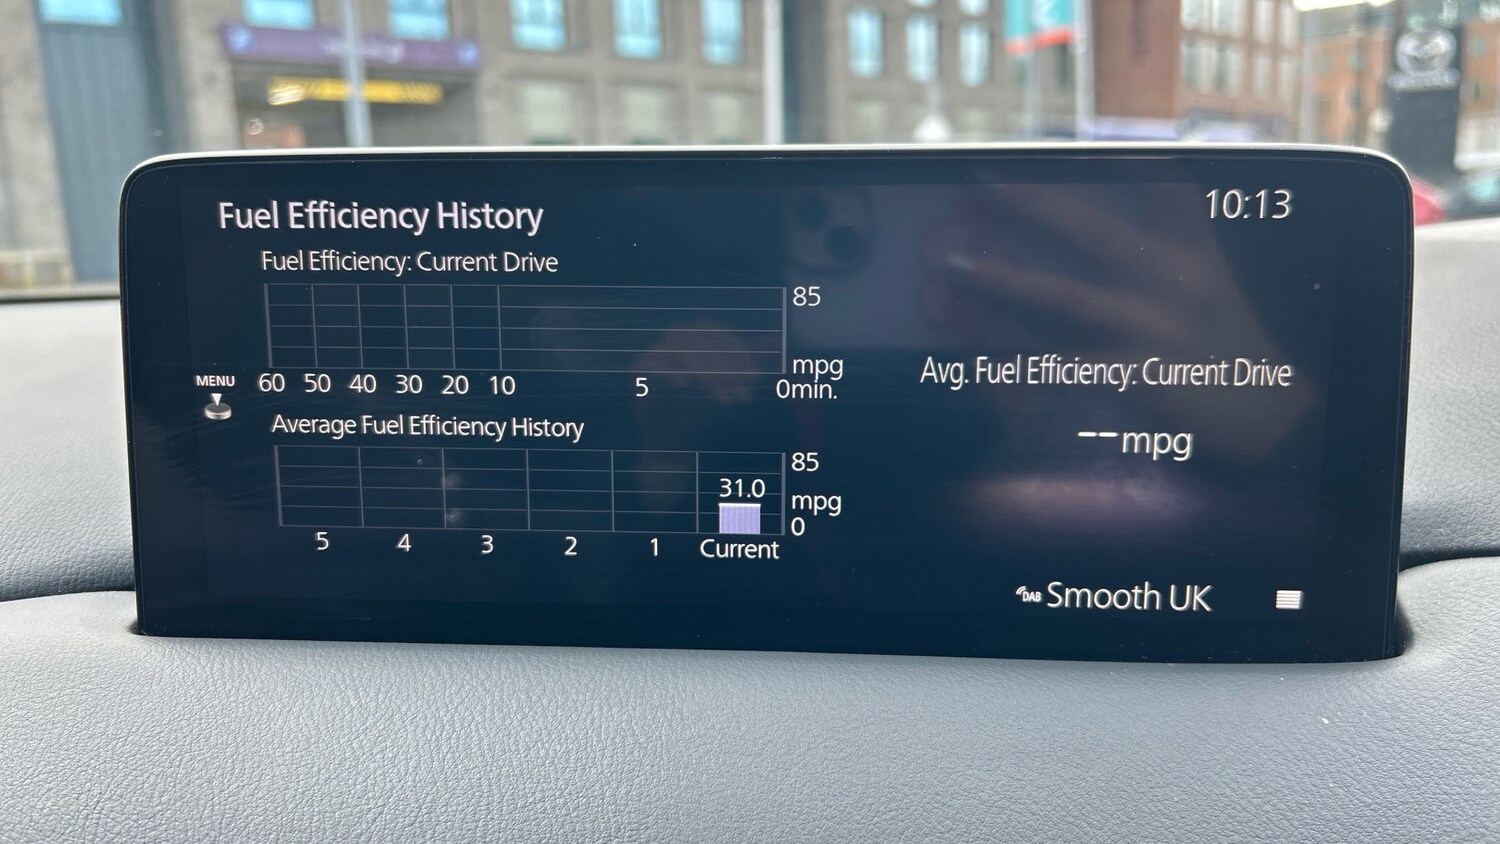 Fuel Efficiency History
10:13
Fuel Efficiency: Current Drive
85
mpg
60 50 40 30 20 10 5 0min.
MENU
Average Fuel Efficiency History
85
31.0
mpg
0
5 4 3 2 1 Current
Avg. Fuel Efficiency: Current Drive
--mpg
DAB Smooth UK